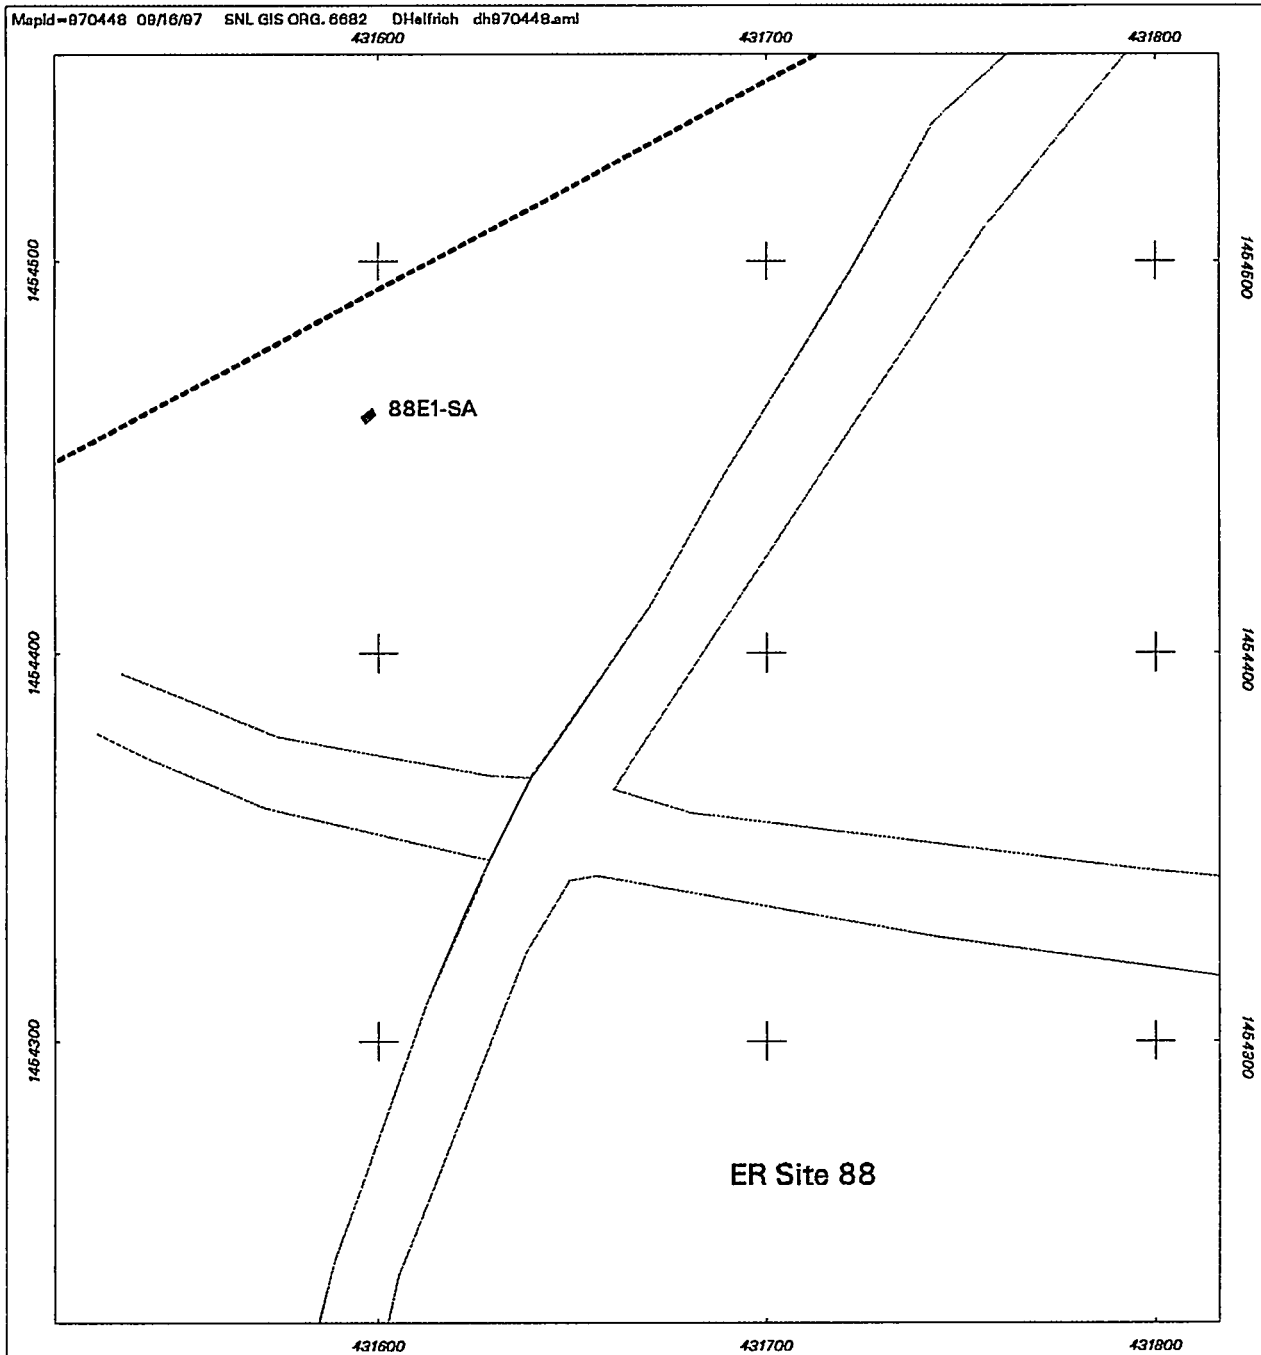 MapId=970448 09/16/97 SNL GIS ORG. 6682 DHelfrich dh970448.aml
431600 431700 431800
1454500 1454500
88E1-SA
1454400 1454400
1454300 1454300
ER Site 88
431600 431700 431800